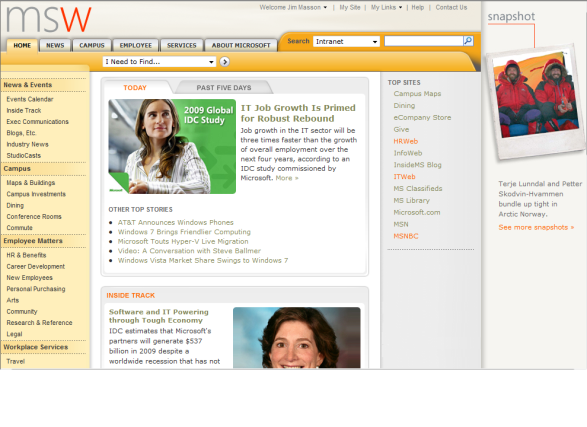 msw
Welcome Jim Masson | My Site | My Links | Help | Contact Us
HOME NEWS CAMPUS EMPLOYEE SERVICES ABOUT MICROSOFT
Search Intranet
I Need to Find...
News & Events
Events Calendar
Inside Track
Exec Communications
Blogs, Etc.
Industry News
StudioCasts
Campus
Maps & Buildings
Campus Investments
Dining
Conference Rooms
Commute
Employee Matters
HR & Benefits
Career Development
New Employees
Personal Purchasing
Arts
Community
Research & Reference
Legal
Workplace Services
Travel
TODAY PAST FIVE DAYS
2009 Global
IDC Study
IT Job Growth Is Primed
for Robust Rebound
Job growth in the IT sector will be
three times faster than the growth
of overall employment over the
next four years, according to an
IDC study commissioned by
Microsoft. More »
OTHER TOP STORIES
AT&T Announces Windows Phones
Windows 7 Brings Friendlier Computing
Microsoft Touts Hyper-V Live Migration
Video: A Conversation with Steve Ballmer
Windows Vista Market Share Swings to Windows 7
INSIDE TRACK
Software and IT Powering
through Tough Economy
IDC estimates that Microsoft's
partners will generate $537
billion in 2009 despite a
worldwide recession that has not
TOP SITES
Campus Maps
Dining
eCompany Store
Give
HRWeb
InfoWeb
InsideMS Blog
ITWeb
MS Classifieds
MS Library
Microsoft.com
MSN
MSNBC
snapshot
Terje Lunndal and Petter
Skodvin-Hvammen
bundle up tight in
Arctic Norway.
See more snapshots »